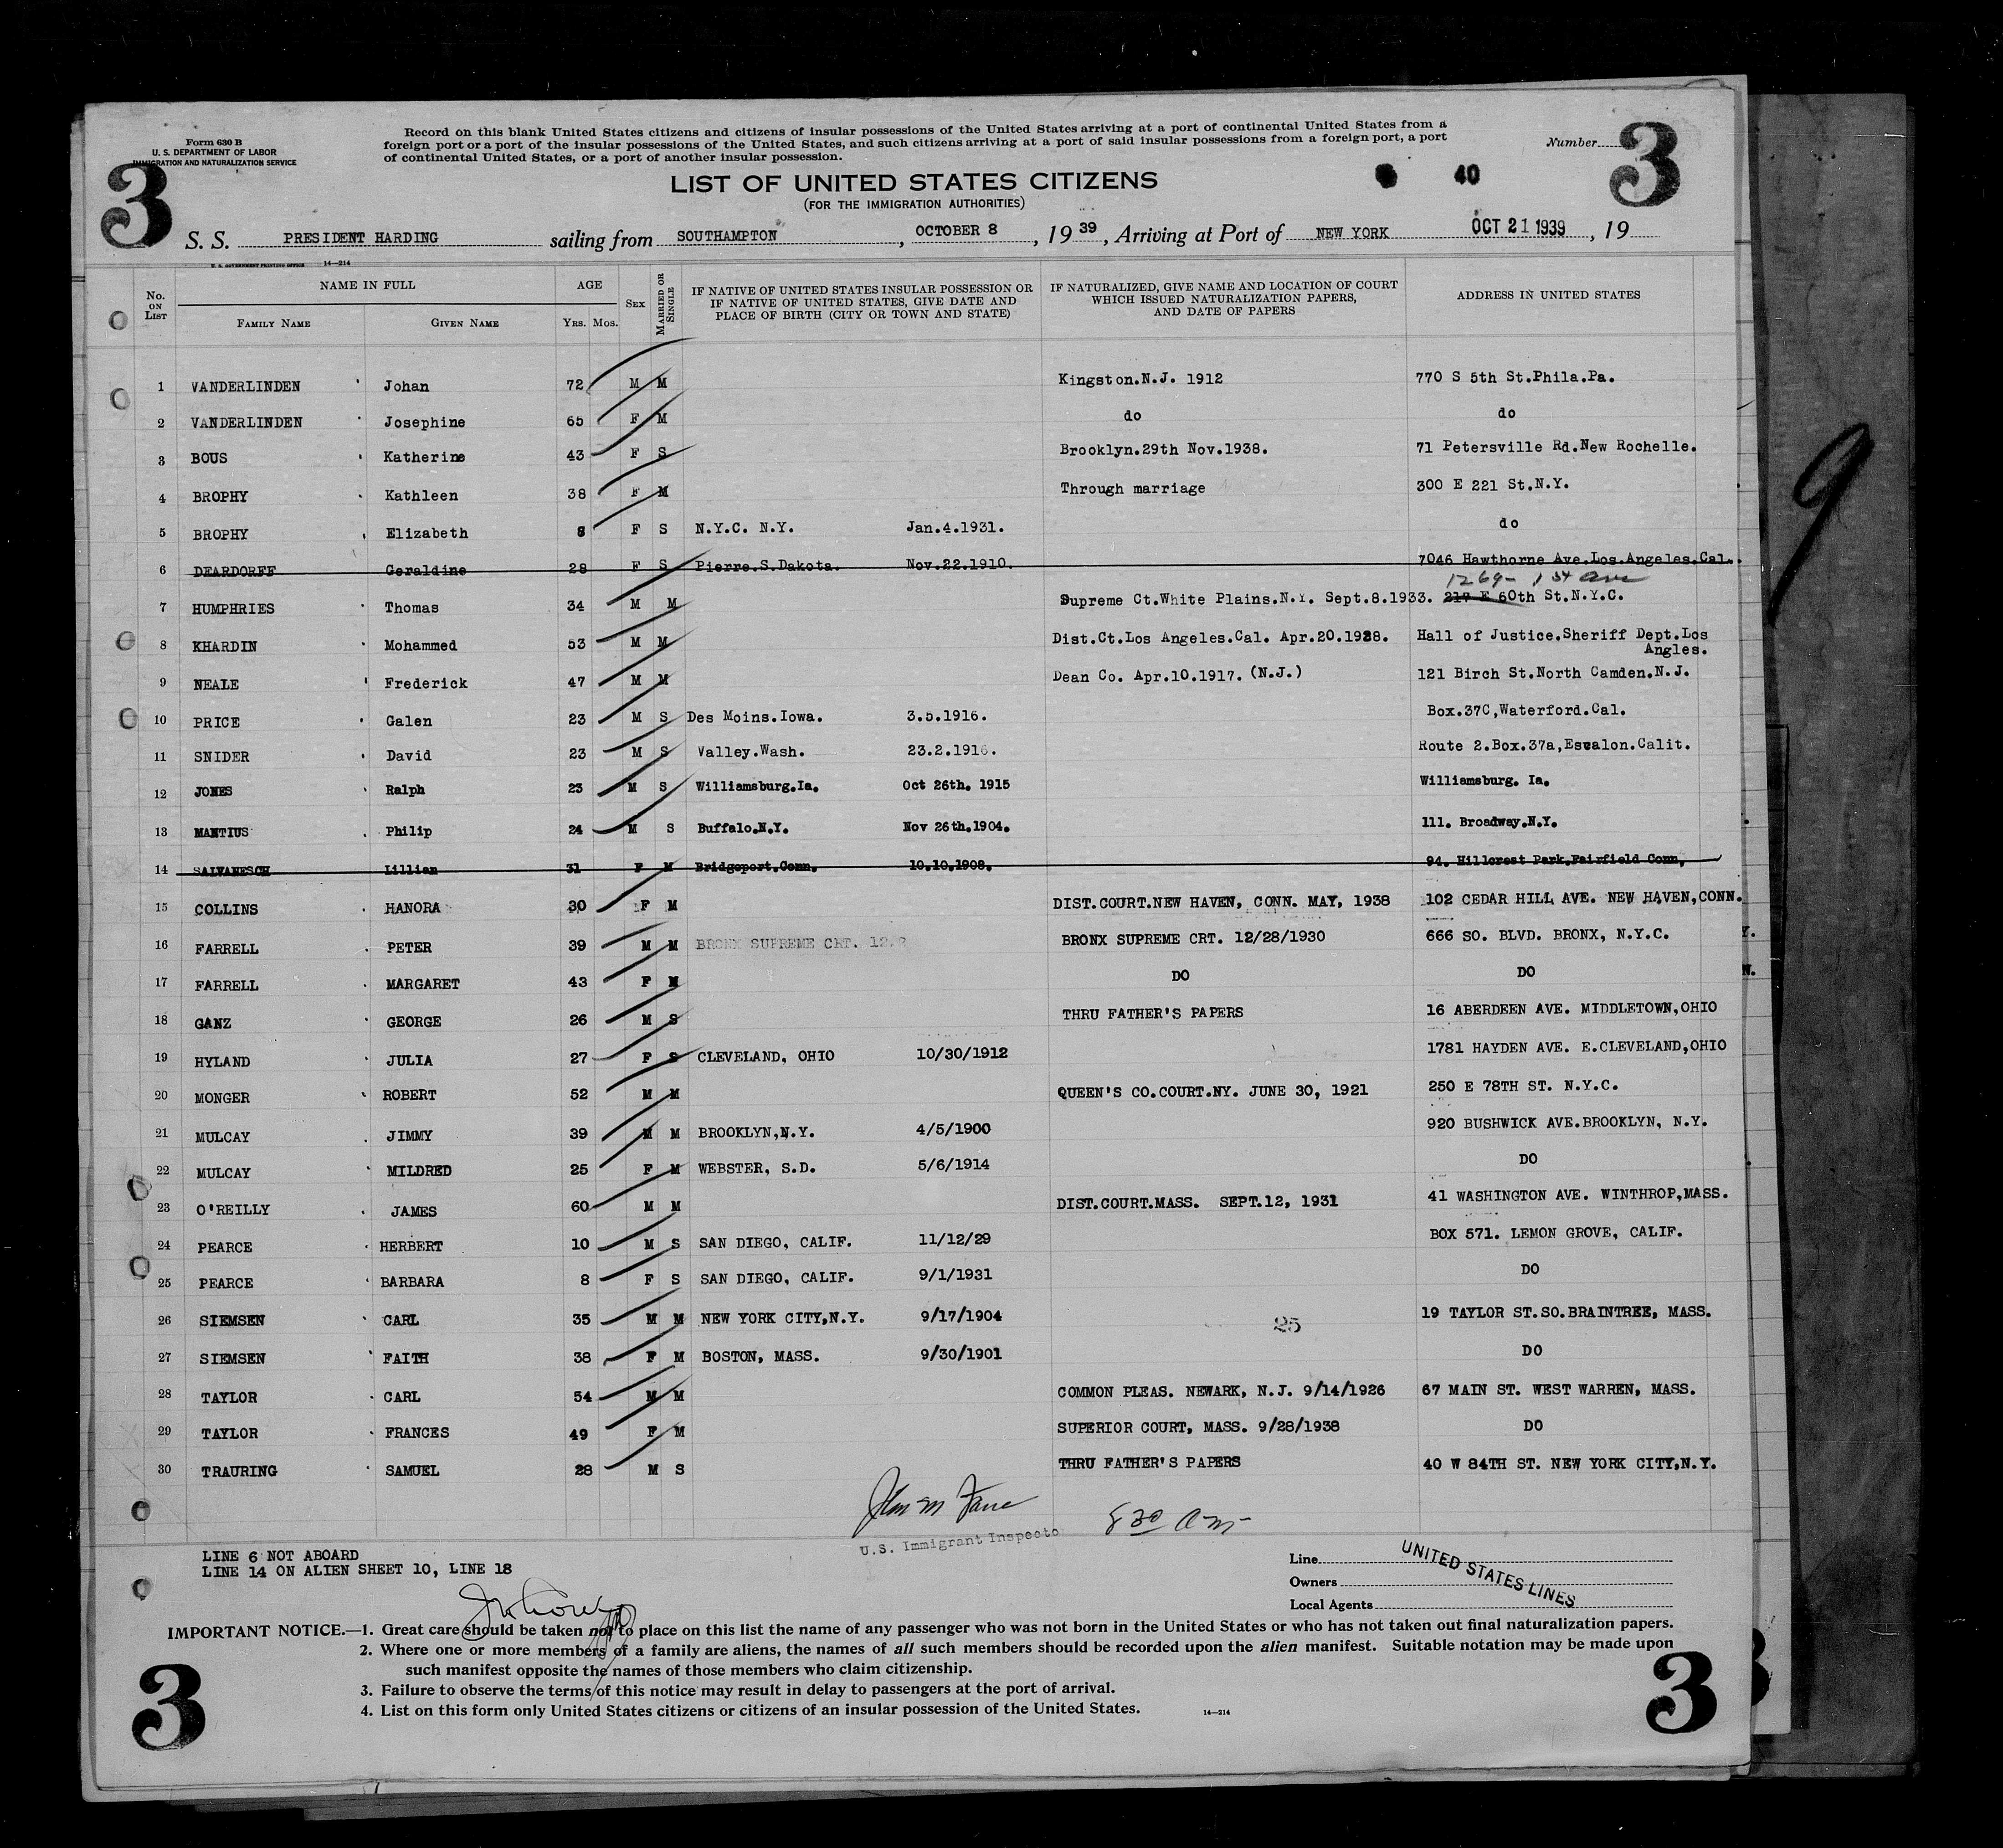 Form 630 B
U. S. DEPARTMENT OF LABOR
IMMIGRATION AND NATURALIZATION SERVICE
Record on this blank United States citizens and citizens of insular possessions of the United States arriving at a port of continental United States from a
foreign port or a port of the insular possessions of the United States, and such citizens arriving at a port of said insular possessions from a foreign port, a port
of continental United States, or a port of another insular possession.
Number 3
3
LIST OF UNITED STATES CITIZENS
40
(FOR THE IMMIGRATION AUTHORITIES)
S. S. PRESIDENT HARDING sailing from SOUTHAMPTON, OCTOBER 8, 19 39, Arriving at Port of NEW YORK OCT 21 1939, 19
U. S. GOVERNMENT PRINTING OFFICE 14—214
No. ON LIST NAME IN FULL AGE SEX MARRIED OR SINGLE IF NATIVE OF UNITED STATES INSULAR POSSESSION OR IF NATIVE OF UNITED STATES, GIVE DATE AND PLACE OF BIRTH (CITY OR TOWN AND STATE) IF NATURALIZED, GIVE NAME AND LOCATION OF COURT WHICH ISSUED NATURALIZATION PAPERS, AND DATE OF PAPERS ADDRESS IN UNITED STATES
FAMILY NAME GIVEN NAME YRS. MOS.
1 VANDERLINDEN Johan 72 M M Kingston.N.J. 1912 770 S 5th St.Phila.Pa.
2 VANDERLINDEN Josephine 65 F M do do
3 BOUS Katherine 43 F S Brooklyn.29th Nov.1938. 71 Petersville Rd.New Rochelle.
4 BROPHY Kathleen 38 F M Through marriage 300 E 221 St.N.Y.
5 BROPHY Elizabeth 8 F S N.Y.C. N.Y. Jan.4.1931. do
6 DEARDORFF Geraldine 28 F S Pierre.S.Dakota. Nov.22.1910. 7046 Hawthorne Ave.Los.Angeles.Cal.
1269- 1st Ave
7 HUMPHRIES Thomas 34 M M Supreme Ct.White Plains.N.Y. Sept.8.1933. 217 E 60th St.N.Y.C.
8 KHARDIN Mohammed 53 M M Dist.Ct.Los Angeles.Cal. Apr.20.1928. Hall of Justice.Sheriff Dept.Los
Angles.
9 NEALE Frederick 47 M M Dean Co. Apr.10.1917. (N.J.) 121 Birch St.North Camden.N.J.
10 PRICE Galen 23 M S Des Moins.Iowa. 3.5.1916. Box.37C,Waterford.Cal.
11 SNIDER David 23 M S Valley.Wash. 23.2.1916. Route 2.Box.37a,Escalon.Calit.
12 JONES Ralph 23 M S Williamsburg.Ia. Oct 26th. 1915 Williamsburg. Ia.
13 MANTIUS Philip 24 M S Buffalo.N.Y. Nov 26th.1904. 111. Broadway.N.Y.
14 SALVANESCH Lillian 31 F M Bridgeport.Conn. 10.10.1908. 94. Hillcrest Park.Fairfield Conn.
15 COLLINS HANORA 30 F M DIST.COURT.NEW HAVEN, CONN. MAY, 1938 102 CEDAR HILL AVE. NEW HAVEN,CONN.
16 FARRELL PETER 39 M M BRONX SUPREME CRT. 12. BRONX SUPREME CRT. 12/28/1930 666 SO. BLVD. BRONX, N.Y.C.
17 FARRELL MARGARET 43 F M DO DO
18 GANZ GEORGE 26 M S THRU FATHER'S PAPERS 16 ABERDEEN AVE. MIDDLETOWN,OHIO
19 HYLAND JULIA 27 F S CLEVELAND, OHIO 10/30/1912 1781 HAYDEN AVE. E.CLEVELAND,OHIO
20 MONGER ROBERT 52 M M QUEEN'S CO.COURT.NY. JUNE 30, 1921 250 E 78TH ST. N.Y.C.
21 MULCAY JIMMY 39 M M BROOKLYN,N.Y. 4/5/1900 920 BUSHWICK AVE.BROOKLYN, N.Y.
22 MULCAY MILDRED 25 F M WEBSTER, S.D. 5/6/1914 DO
23 O'REILLY JAMES 60 M M DIST.COURT.MASS. SEPT.12, 1931 41 WASHINGTON AVE. WINTHROP,MASS.
24 PEARCE HERBERT 10 M S SAN DIEGO, CALIF. 11/12/29 BOX 571. LEMON GROVE, CALIF.
25 PEARCE BARBARA 8 F S SAN DIEGO, CALIF. 9/1/1931 DO
26 SIEMSEN CARL 35 M M NEW YORK CITY,N.Y. 9/17/1904 25 19 TAYLOR ST.SO.BRAINTREE, MASS.
27 SIEMSEN FAITH 38 F M BOSTON, MASS. 9/30/1901 DO
28 TAYLOR CARL 54 M M COMMON PLEAS. NEWARK, N.J. 9/14/1926 67 MAIN ST. WEST WARREN, MASS.
29 TAYLOR FRANCES 49 F M SUPERIOR COURT, MASS. 9/28/1938 DO
30 TRAURING SAMUEL 28 M S THRU FATHER'S PAPERS 40 W 84TH ST. NEW YORK CITY,N.Y.
8 30 am
U.S. Immigrant Inspecto
LINE 6 NOT ABOARD
LINE 14 ON ALIEN SHEET 10, LINE 18
Line
Owners UNITED STATES LINES
Local Agents
IMPORTANT NOTICE.—1. Great care should be taken not to place on this list the name of any passenger who was not born in the United States or who has not taken out final naturalization papers.
2. Where one or more members of a family are aliens, the names of all such members should be recorded upon the alien manifest. Suitable notation may be made upon
such manifest opposite the names of those members who claim citizenship.
3. Failure to observe the terms of this notice may result in delay to passengers at the port of arrival.
4. List on this form only United States citizens or citizens of an insular possession of the United States.
14—214
3
3
9